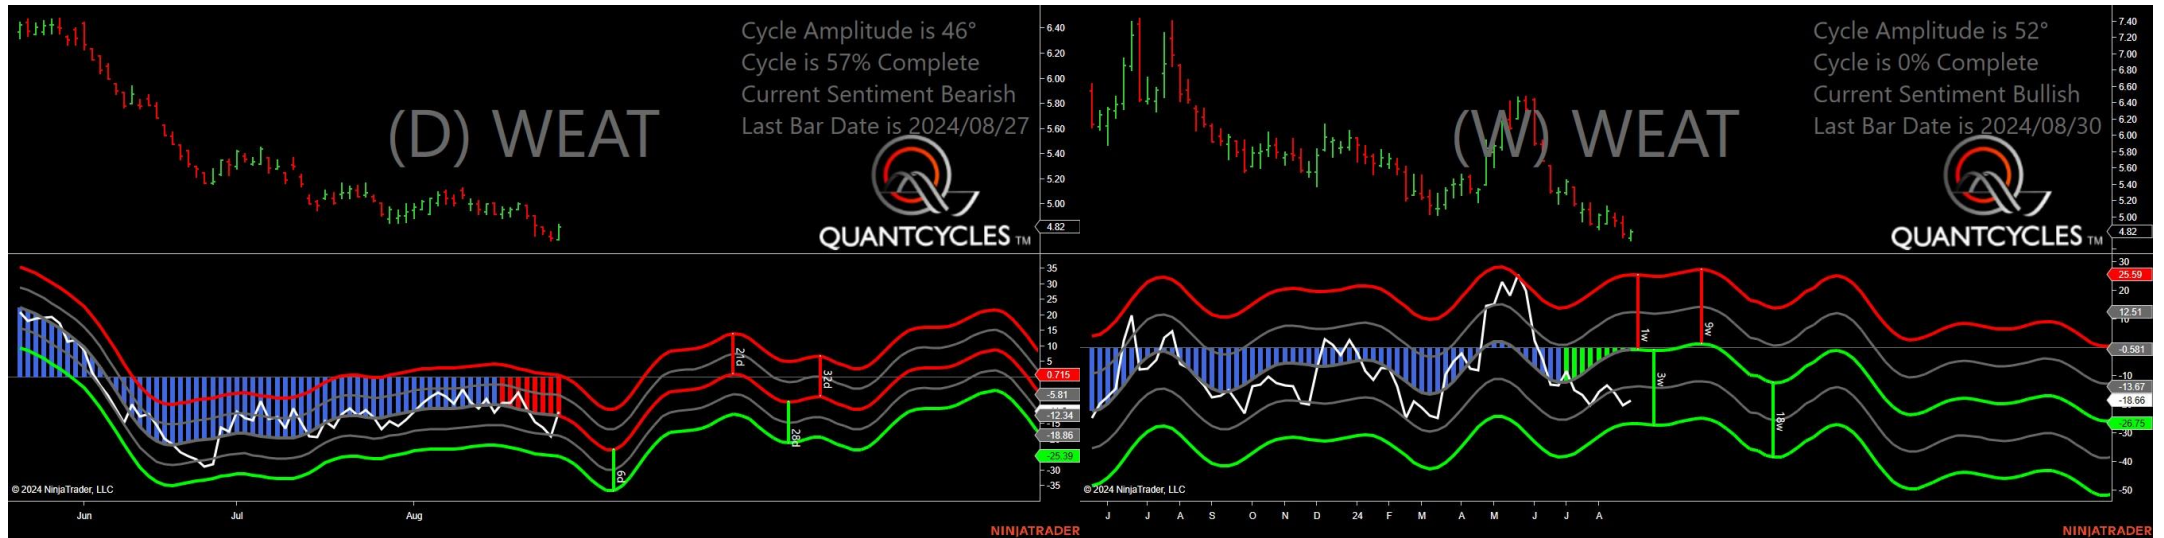 Cycle Amplitude is 46°
Cycle is 57% Complete
Current Sentiment Bearish
Last Bar Date is 2024/08/27
(D) WEAT
QUANTCYCLES TM
6.40
6.20
6.00
5.80
5.60
5.40
5.20
5.00
4.82
35
30
25
20
15
10
5
0.715
-5.81
-12.34
-15
-18.86
-25.39
-30
-35
21d
32d
28d
6d
© 2024 NinjaTrader, LLC
Jun
Jul
Aug
NINJATRADER
Cycle Amplitude is 52°
Cycle is 0% Complete
Current Sentiment Bullish
Last Bar Date is 2024/08/30
(W) WEAT
QUANTCYCLES TM
7.40
7.20
7.00
6.80
6.60
6.40
6.20
6.00
5.80
5.60
5.40
5.20
5.00
4.82
30
25.59
20
12.51
10
-0.581
-10
-13.67
-18.66
-26.75
-30
-40
-50
1w
9w
3w
18w
© 2024 NinjaTrader, LLC
J J A S O N D 24 F M A M J J A
NINJATRADER